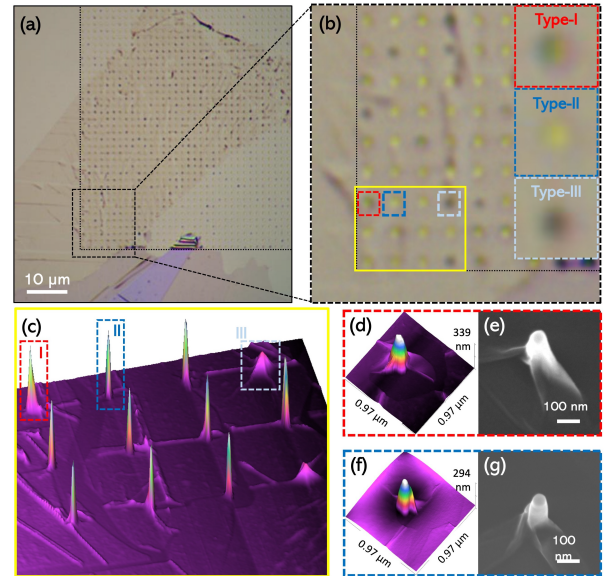 (a)
10 µm
(b)
Type-I
Type-II
Type-III
(c)
I
II
III
(d)
339
nm
0.97 µm
0.97 µm
(e)
100 nm
(f)
294
nm
0.97 µm
0.97 µm
(g)
100
nm